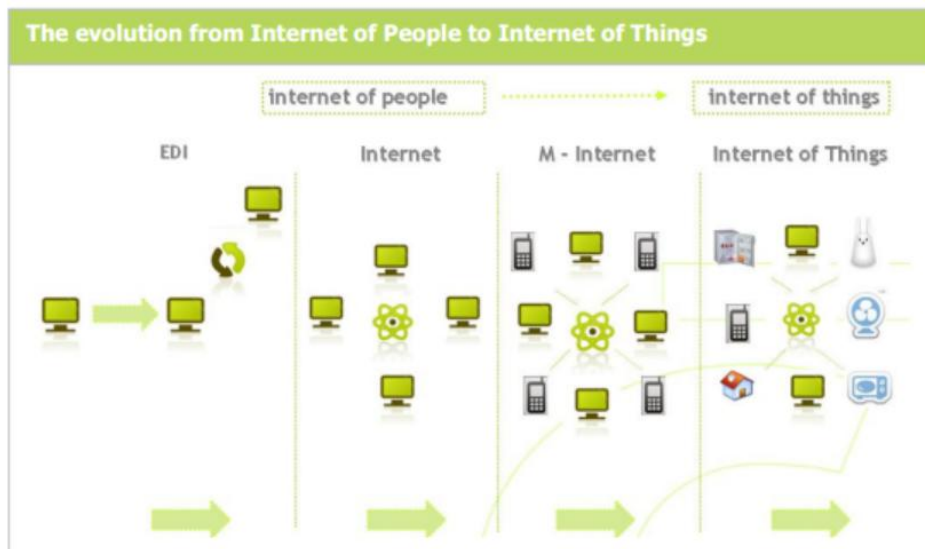 The evolution from Internet of People to Internet of Things
internet of people
internet of things
EDI
Internet
M - Internet
Internet of Things